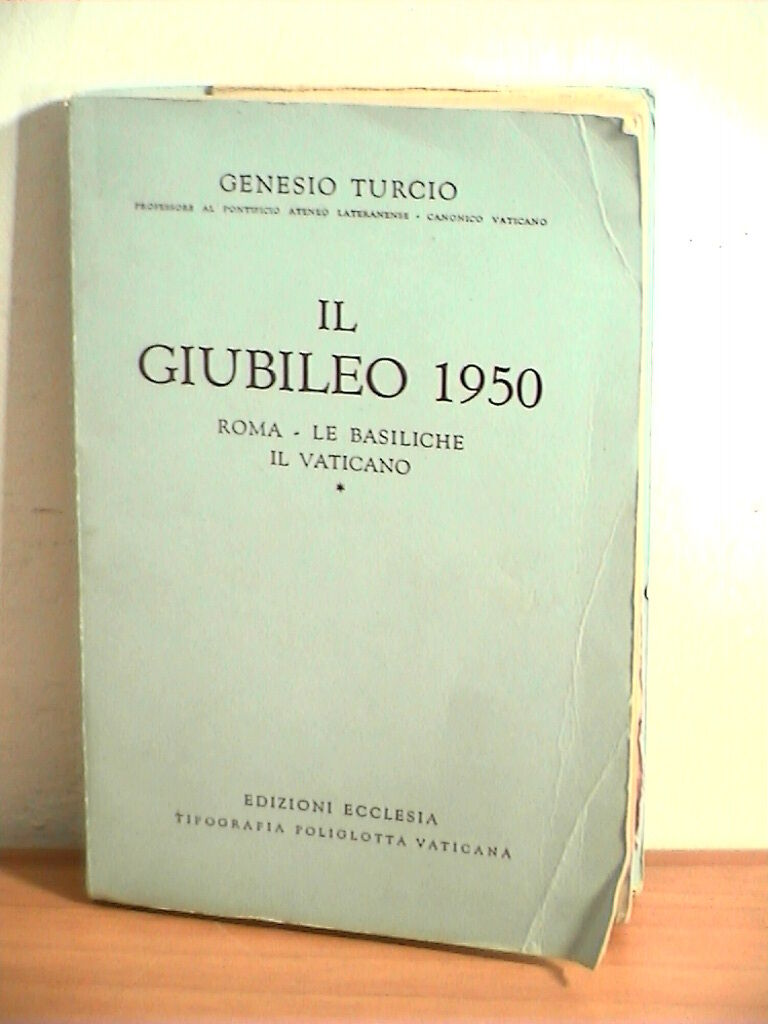 GENESIO TURCIO
PROFESSORE AL PONTIFICIO ATENEO LATERANENSE - CANONICO VATICANO
IL
GIUBILEO 1950
ROMA - LE BASILICHE
IL VATICANO
*
EDIZIONI ECCLESIA
TIPOGRAFIA POLIGLOTTA VATICANA